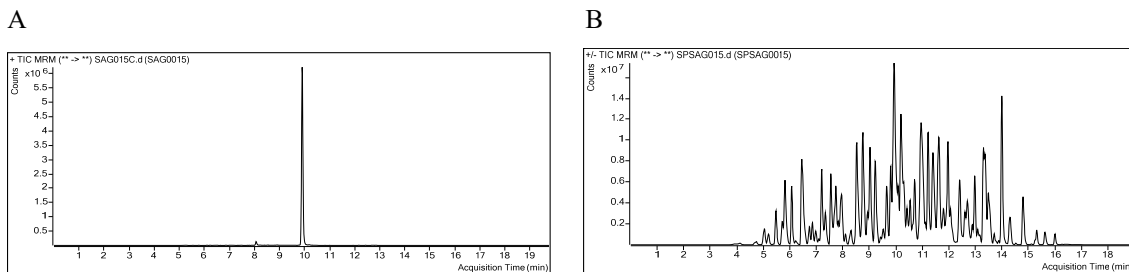 A
B
+ TIC MRM (** -> **) SAG015C.d (SAG0015)
Counts
x10 6
6
5.5
5
4.5
4
3.5
3
2.5
2
1.5
1
0.5
1 2 3 4 5 6 7 8 9 10 11 12 13 14 15 16 17 18 19
Acquisition Time (min)
+/- TIC MRM (** -> **) SPSAG015.d (SPSAG0015)
Counts
x10 7
1.4
1.2
1
0.8
0.6
0.4
0.2
1 2 3 4 5 6 7 8 9 10 11 12 13 14 15 16 17 18
Acquisition Time (min)